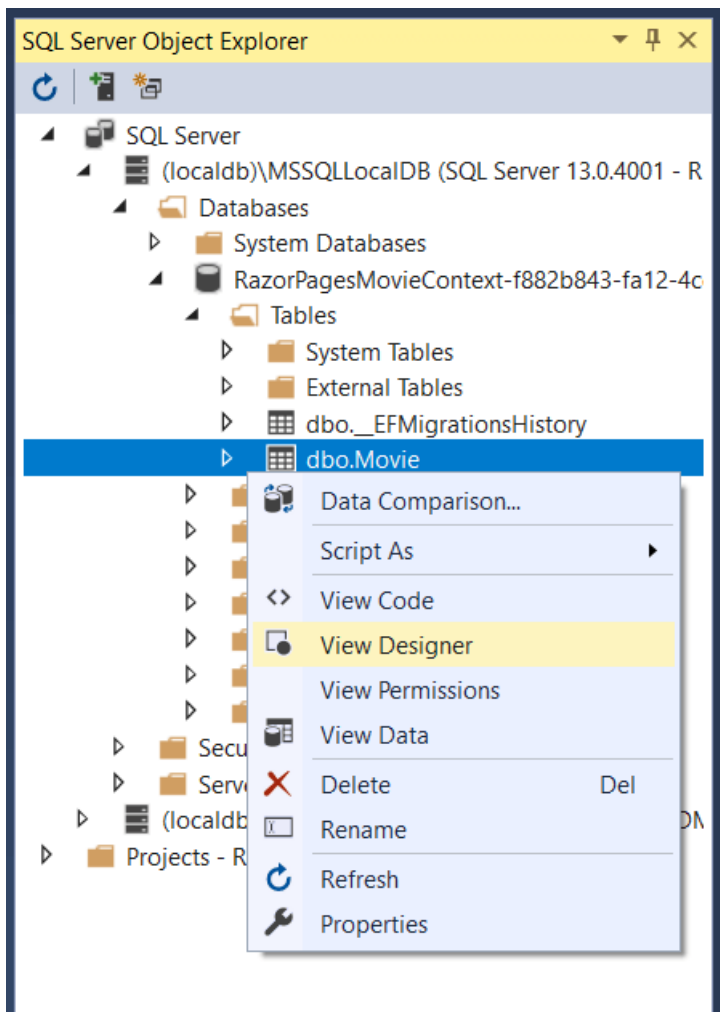 SQL Server Object Explorer
SQL Server
(localdb)\MSSQLLocalDB (SQL Server 13.0.4001 - R
Databases
System Databases
RazorPagesMovieContext-f882b843-fa12-4c
Tables
System Tables
External Tables
dbo.__EFMigrationsHistory
dbo.Movie
Data Comparison...
Script As
View Code
View Designer
View Permissions
View Data
Secu
Delete Del
Serv
(localdb
Rename
Projects - R
Refresh
Properties